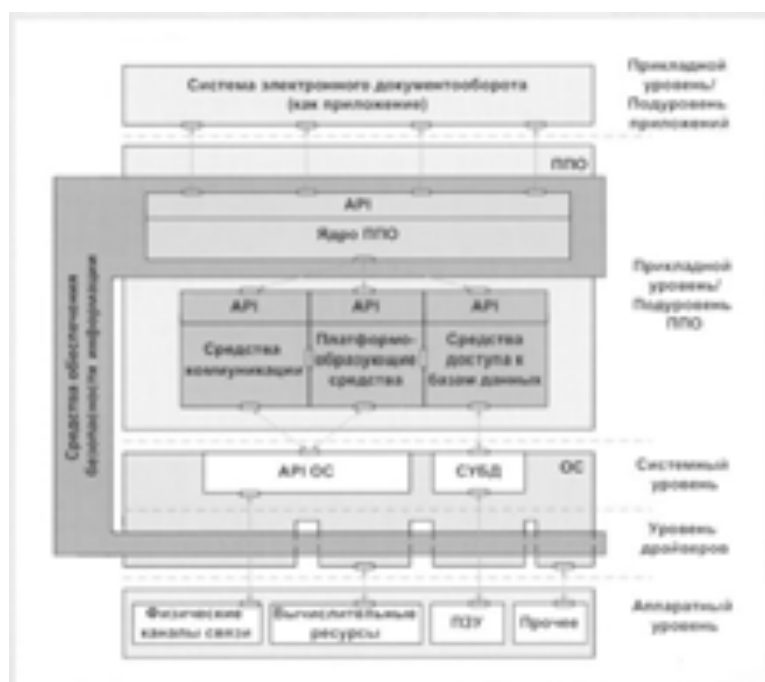 Система электронного документооборота
(как приложение)
Прикладной
уровень/
Подуровень
приложений
ППО
API
Ядро ППО
Средства обеспечения
безопасности информации
Прикладной
уровень/
Подуровень
ППО
API
Средства
коммуникации
API
Платформо-
образующие
средства
API
Средства
доступа к
базам данных
API ОС
СУБД
ОС
Системный
уровень
Уровень
драйверов
Физические
каналы связи
Вычислительные
ресурсы
ПЗУ
Прочее
Аппаратный
уровень